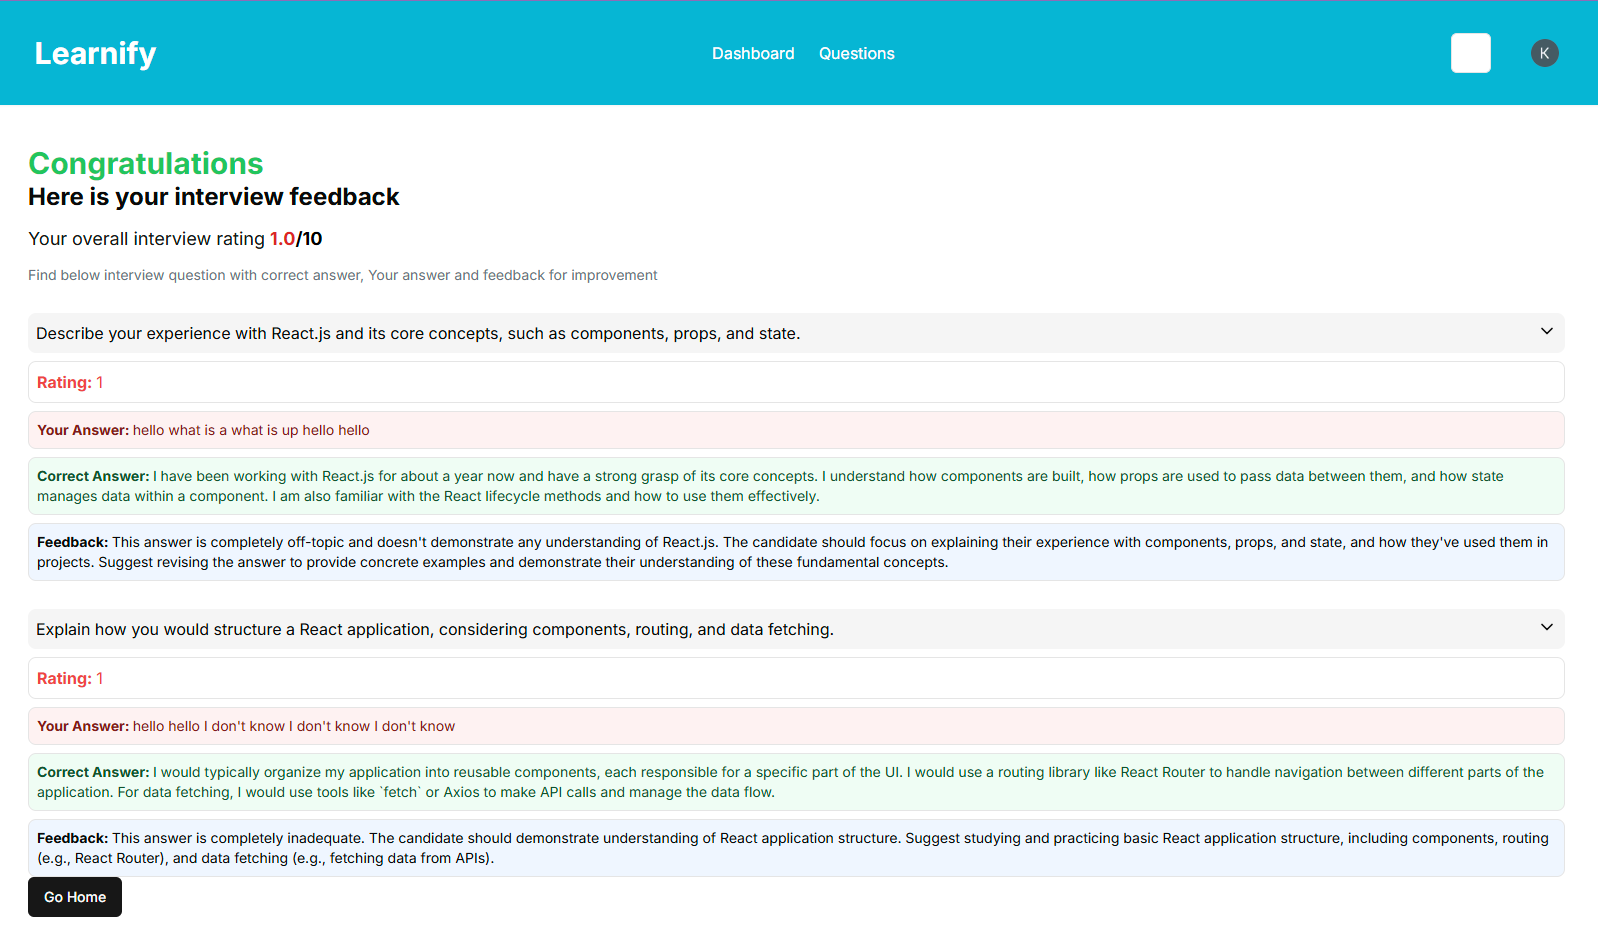 Learnify
Dashboard Questions
K
Congratulations
Here is your interview feedback
Your overall interview rating 1.0/10
Find below interview question with correct answer, Your answer and feedback for improvement
Describe your experience with React.js and its core concepts, such as components, props, and state.
Rating: 1
Your Answer: hello what is a what is up hello hello
Correct Answer: I have been working with React.js for about a year now and have a strong grasp of its core concepts. I understand how components are built, how props are used to pass data between them, and how state
manages data within a component. I am also familiar with the React lifecycle methods and how to use them effectively.
Feedback: This answer is completely off-topic and doesn't demonstrate any understanding of React.js. The candidate should focus on explaining their experience with components, props, and state, and how they've used them in
projects. Suggest revising the answer to provide concrete examples and demonstrate their understanding of these fundamental concepts.
Explain how you would structure a React application, considering components, routing, and data fetching.
Rating: 1
Your Answer: hello hello I don't know I don't know I don't know
Correct Answer: I would typically organize my application into reusable components, each responsible for a specific part of the UI. I would use a routing library like React Router to handle navigation between different parts of the
application. For data fetching, I would use tools like `fetch` or Axios to make API calls and manage the data flow.
Feedback: This answer is completely inadequate. The candidate should demonstrate understanding of React application structure. Suggest studying and practicing basic React application structure, including components, routing
(e.g., React Router), and data fetching (e.g., fetching data from APIs).
Go Home